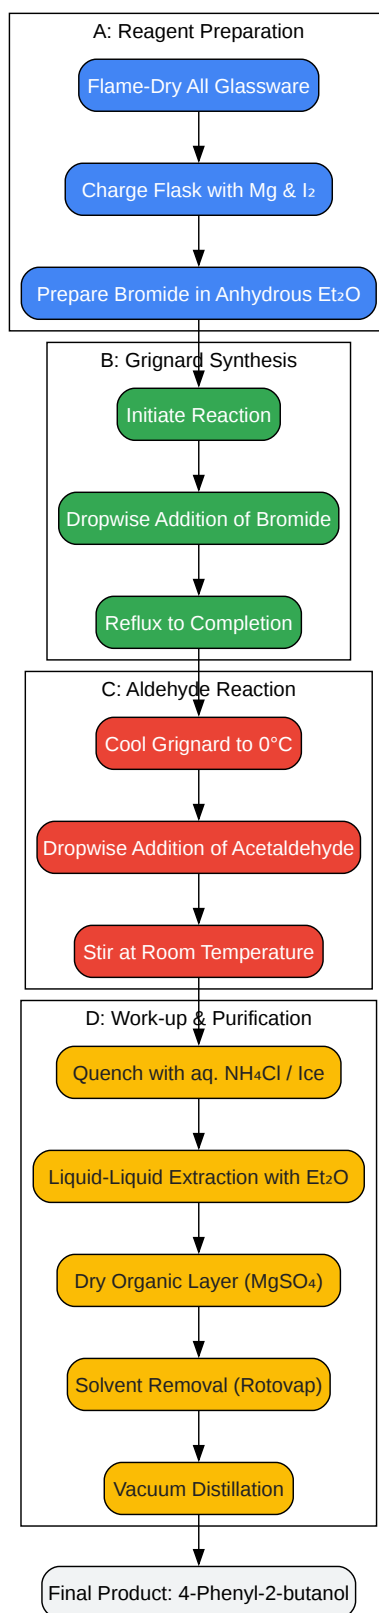 A: Reagent Preparation
Flame-Dry All Glassware
Charge Flask with Mg & I₂
Prepare Bromide in Anhydrous Et₂O
B: Grignard Synthesis
Initiate Reaction
Dropwise Addition of Bromide
Reflux to Completion
C: Aldehyde Reaction
Cool Grignard to 0°C
Dropwise Addition of Acetaldehyde
Stir at Room Temperature
D: Work-up & Purification
Quench with aq. NH₄Cl / Ice
Liquid-Liquid Extraction with Et₂O
Dry Organic Layer (MgSO₄)
Solvent Removal (Rotovap)
Vacuum Distillation
Final Product: 4-Phenyl-2-butanol